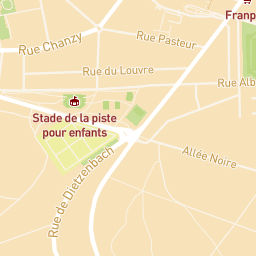 Franp
Rue Pasteur
Rue Chanzy
Rue du Louvre
Rue Alb
Stade de la piste
pour enfants
Allée Noire
Rue de Dietzenbach